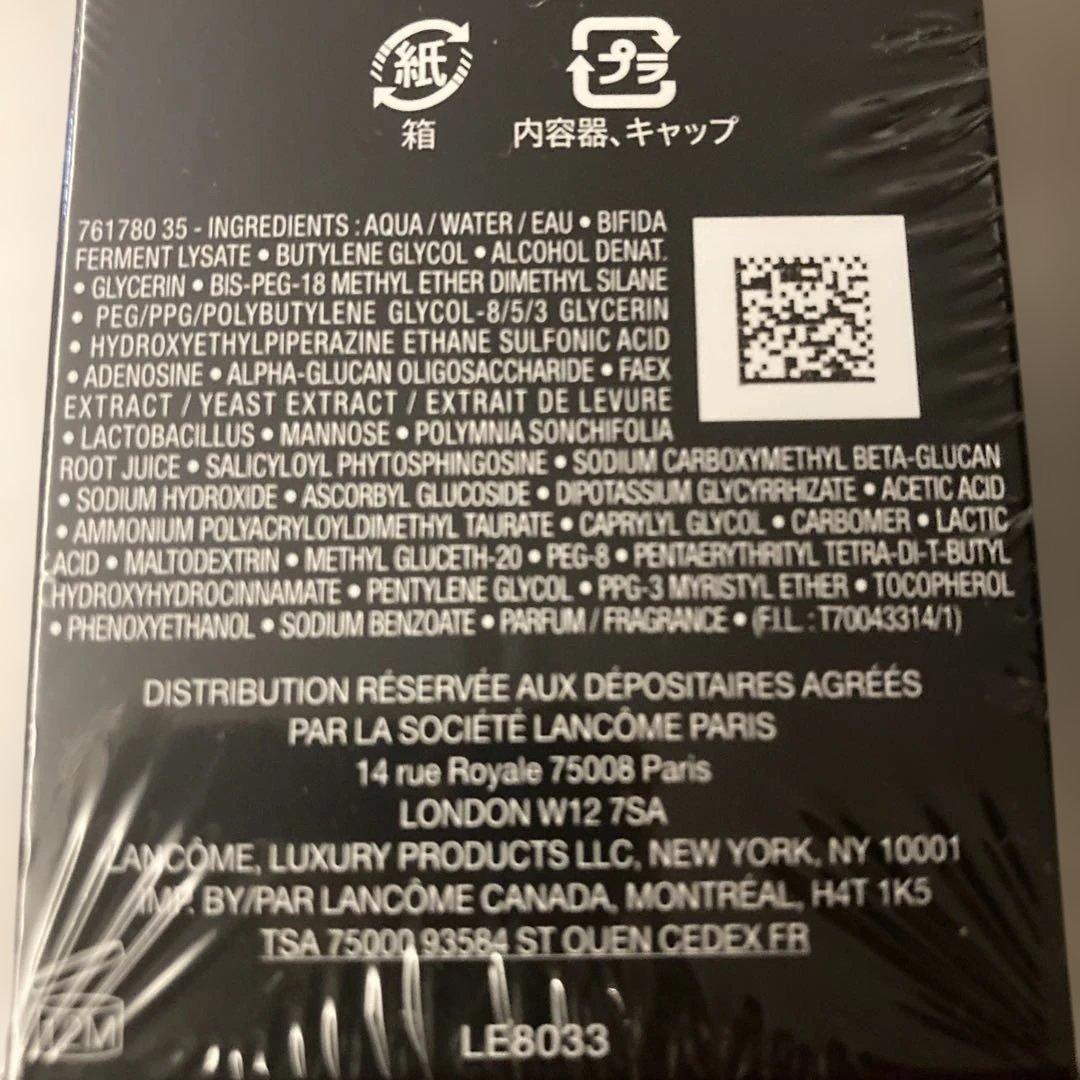 紙 プラ
箱 内容器、キャップ
761780 35 - INGREDIENTS : AQUA / WATER / EAU • BIFIDA
FERMENT LYSATE • BUTYLENE GLYCOL • ALCOHOL DENAT.
• GLYCERIN • BIS-PEG-18 METHYL ETHER DIMETHYL SILANE
• PEG/PPG/POLYBUTYLENE GLYCOL-8/5/3 GLYCERIN
• HYDROXYETHYLPIPERAZINE ETHANE SULFONIC ACID
• ADENOSINE • ALPHA-GLUCAN OLIGOSACCHARIDE • FAEX
EXTRACT / YEAST EXTRACT / EXTRAIT DE LEVURE
• LACTOBACILLUS • MANNOSE • POLYMNIA SONCHIFOLIA
ROOT JUICE • SALICYLOYL PHYTOSPHINGOSINE • SODIUM CARBOXYMETHYL BETA-GLUCAN
• SODIUM HYDROXIDE • ASCORBYL GLUCOSIDE • DIPOTASSIUM GLYCYRRHIZATE • ACETIC ACID
• AMMONIUM POLYACRYLOYLDIMETHYL TAURATE • CAPRYLYL GLYCOL • CARBOMER • LACTIC
ACID • MALTODEXTRIN • METHYL GLUCETH-20 • PEG-8 • PENTAERYTHRITYL TETRA-DI-T-BUTYL
HYDROXYHYDROCINNAMATE • PENTYLENE GLYCOL • PPG-3 MYRISTYL ETHER • TOCOPHEROL
• PHENOXYETHANOL • SODIUM BENZOATE • PARFUM / FRAGRANCE • (F.I.L. : T70043314/1)
DISTRIBUTION RÉSERVÉE AUX DÉPOSITAIRES AGRÉÉS
PAR LA SOCIÉTÉ LANCÔME PARIS
14 rue Royale 75008 Paris
LONDON W12 7SA
LANCÔME, LUXURY PRODUCTS LLC, NEW YORK, NY 10001
IMP. BY/PAR LANCÔME CANADA, MONTRÉAL, H4T 1K5
TSA 75000 93584 ST OUEN CEDEX FR
12M
LE8033